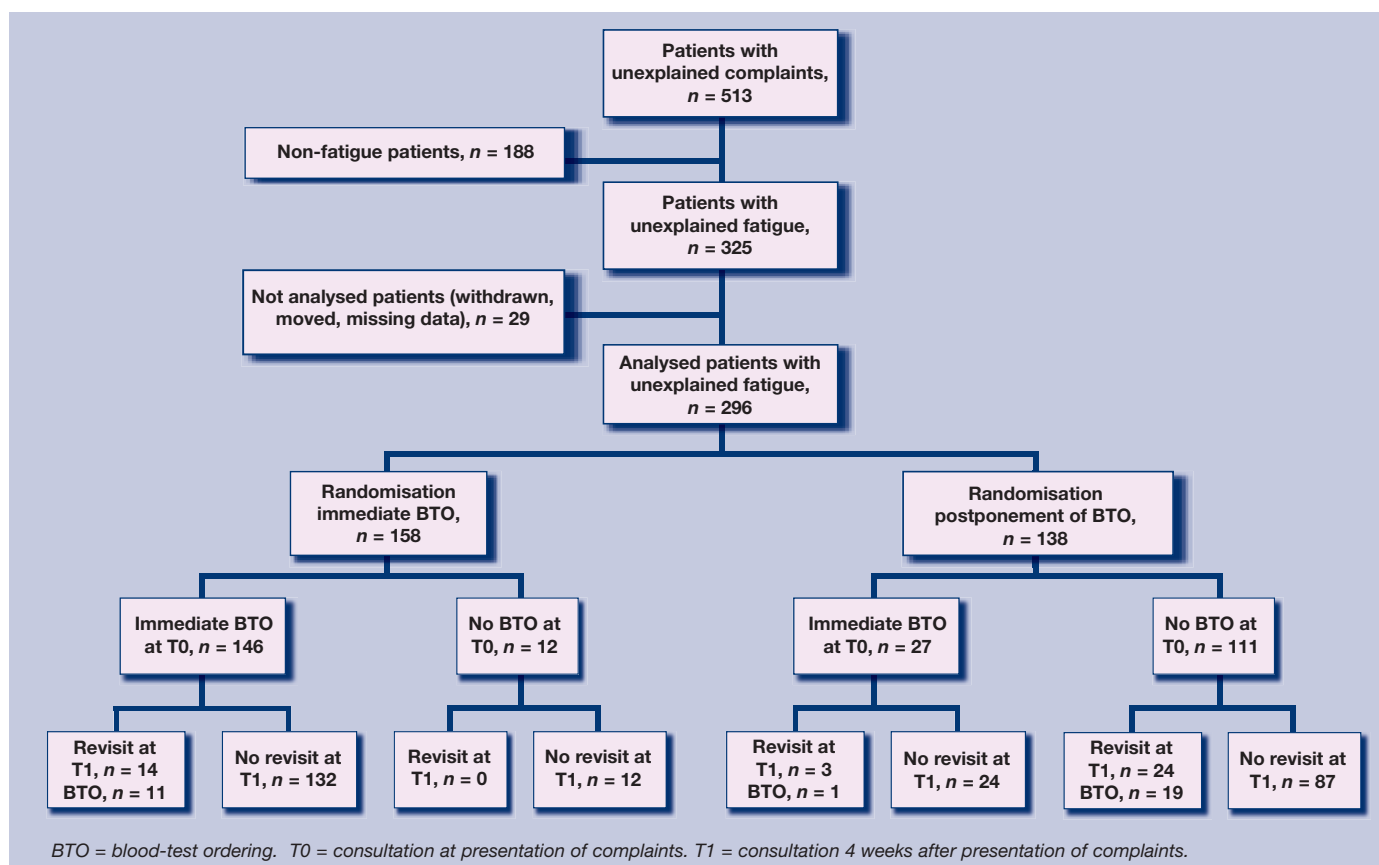 Patients with
unexplained complaints,
n = 513
Non-fatigue patients, n = 188
Patients with
unexplained fatigue,
n = 325
Not analysed patients (withdrawn,
moved, missing data), n = 29
Analysed patients with
unexplained fatigue,
n = 296
Randomisation
immediate BTO,
n = 158
Randomisation
postponement of BTO,
n = 138
Immediate BTO
at T0, n = 146
No BTO at
T0, n = 12
Immediate BTO
at T0, n = 27
No BTO at
T0, n = 111
Revisit at
T1, n = 14
BTO, n = 11
No revisit at
T1, n = 132
Revisit at
T1, n = 0
No revisit at
T1, n = 12
Revisit at
T1, n = 3
BTO, n = 1
No revisit at
T1, n = 24
Revisit at
T1, n = 24
BTO, n = 19
No revisit at
T1, n = 87
BTO = blood-test ordering. T0 = consultation at presentation of complaints. T1 = consultation 4 weeks after presentation of complaints.